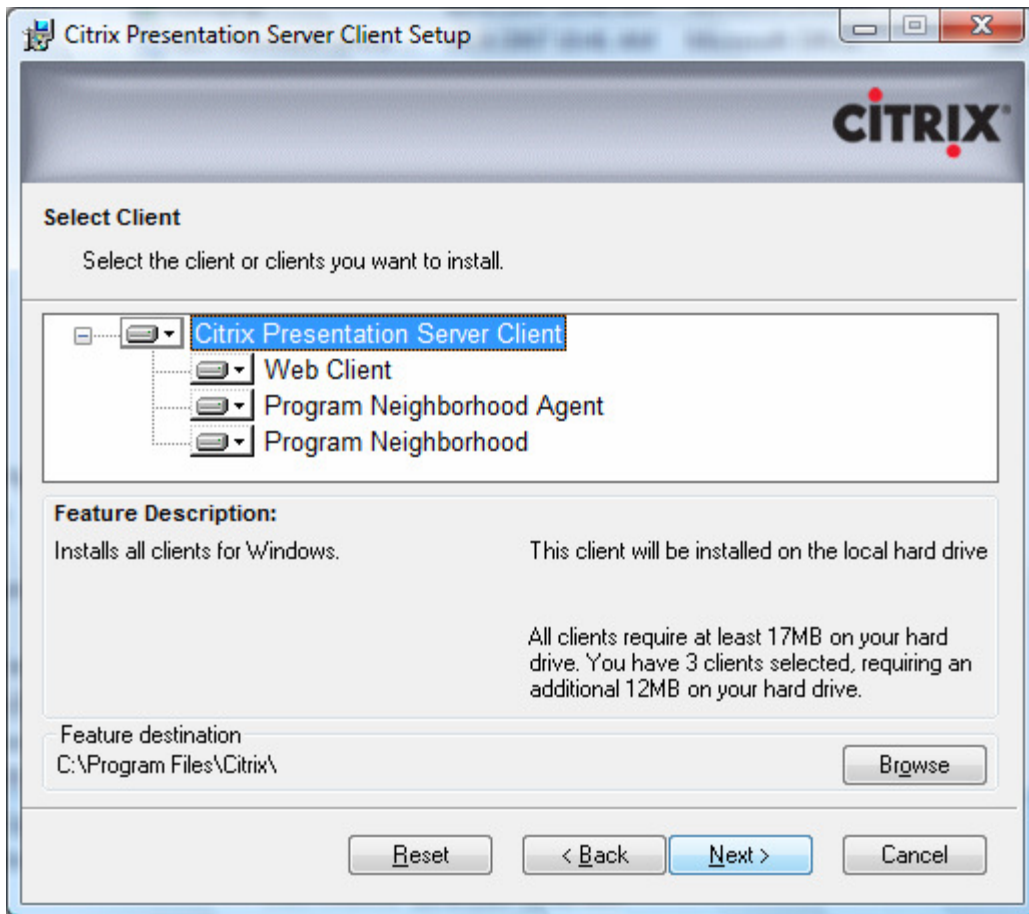 Citrix Presentation Server Client Setup
CITRIX
Select Client
Select the client or clients you want to install.
Citrix Presentation Server Client
Web Client
Program Neighborhood Agent
Program Neighborhood
Feature Description:
Installs all clients for Windows.
This client will be installed on the local hard drive
All clients require at least 17MB on your hard
drive. You have 3 clients selected, requiring an
additional 12MB on your hard drive.
Feature destination
C:\Program Files\Citrix\
Browse
Reset
< Back
Next >
Cancel